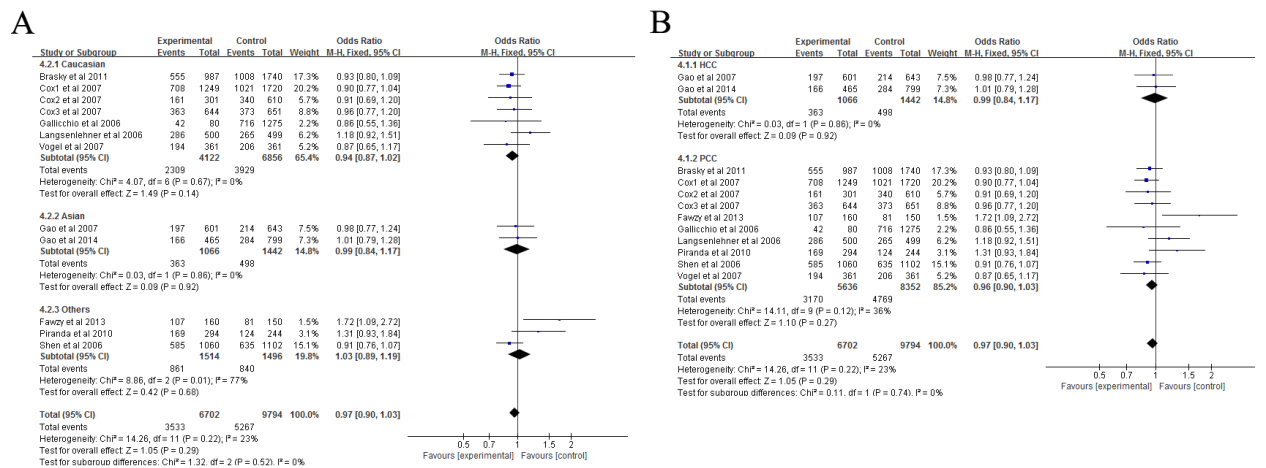 A
Experimental Control Odds Ratio Odds Ratio
Study or Subgroup Events Total Events Total Weight M-H, Fixed, 95% CI M-H, Fixed, 95% CI
4.2.1 Caucasian
Brasky et al 2011 555 987 1008 1740 17.3% 0.93 [0.80, 1.09]
Cox1 et al 2007 708 1249 1021 1720 20.2% 0.90 [0.77, 1.04]
Cox2 et al 2007 161 301 340 610 6.2% 0.91 [0.69, 1.20]
Cox3 et al 2007 363 644 373 651 8.8% 0.96 [0.77, 1.20]
Gallicchio et al 2006 42 80 716 1275 2.2% 0.86 [0.55, 1.36]
Langsenlehner et al 2006 286 500 265 499 6.2% 1.18 [0.92, 1.51]
Vogel et al 2007 194 361 206 361 5.2% 0.87 [0.65, 1.17]
Subtotal (95% CI) 4122 6856 65.4% 0.94 [0.87, 1.02]
Total events 2309 3929
Heterogeneity: Chi² = 4.07, df = 6 (P = 0.67); I² = 0%
Test for overall effect: Z = 1.49 (P = 0.14)
4.2.2 Asian
Gao et al 2007 197 601 214 643 7.5% 0.98 [0.77, 1.24]
Gao et al 2014 166 465 284 799 7.3% 1.01 [0.79, 1.28]
Subtotal (95% CI) 1066 1442 14.8% 0.99 [0.84, 1.17]
Total events 363 498
Heterogeneity: Chi² = 0.03, df = 1 (P = 0.86); I² = 0%
Test for overall effect: Z = 0.09 (P = 0.92)
4.2.3 Others
Fawzy et al 2013 107 160 81 150 1.5% 1.72 [1.09, 2.72]
Piranda et al 2010 169 294 124 244 3.1% 1.31 [0.93, 1.84]
Shen et al 2006 585 1060 635 1102 15.1% 0.91 [0.76, 1.07]
Subtotal (95% CI) 1514 1496 19.8% 1.03 [0.89, 1.19]
Total events 861 840
Heterogeneity: Chi² = 8.86, df = 2 (P = 0.01); I² = 77%
Test for overall effect: Z = 0.42 (P = 0.68)
Total (95% CI) 6702 9794 100.0% 0.97 [0.90, 1.03]
Total events 3533 5267
Heterogeneity: Chi² = 14.26, df = 11 (P = 0.22); I² = 23%
Test for overall effect: Z = 1.05 (P = 0.29)
Test for subgroup differences: Chi² = 1.32, df = 2 (P = 0.52), I² = 0%
0.5 0.7 1 1.5 2
Favours [experimental] Favours [control]
B
Experimental Control Odds Ratio Odds Ratio
Study or Subgroup Events Total Events Total Weight M-H, Fixed, 95% CI M-H, Fixed, 95% CI
4.1.1 HCC
Gao et al 2007 197 601 214 643 7.5% 0.98 [0.77, 1.24]
Gao et al 2014 166 465 284 799 7.3% 1.01 [0.79, 1.28]
Subtotal (95% CI) 1066 1442 14.8% 0.99 [0.84, 1.17]
Total events 363 498
Heterogeneity: Chi² = 0.03, df = 1 (P = 0.86); I² = 0%
Test for overall effect: Z = 0.09 (P = 0.92)
4.1.2 PCC
Brasky et al 2011 555 987 1008 1740 17.3% 0.93 [0.80, 1.09]
Cox1 et al 2007 708 1249 1021 1720 20.2% 0.90 [0.77, 1.04]
Cox2 et al 2007 161 301 340 610 6.2% 0.91 [0.69, 1.20]
Cox3 et al 2007 363 644 373 651 8.8% 0.96 [0.77, 1.20]
Fawzy et al 2013 107 160 81 150 1.5% 1.72 [1.09, 2.72]
Gallicchio et al 2006 42 80 716 1275 2.2% 0.86 [0.55, 1.36]
Langsenlehner et al 2006 286 500 265 499 6.2% 1.18 [0.92, 1.51]
Piranda et al 2010 169 294 124 244 3.1% 1.31 [0.93, 1.84]
Shen et al 2006 585 1060 635 1102 15.1% 0.91 [0.76, 1.07]
Vogel et al 2007 194 361 206 361 5.2% 0.87 [0.65, 1.17]
Subtotal (95% CI) 5636 8352 85.2% 0.96 [0.90, 1.03]
Total events 3170 4769
Heterogeneity: Chi² = 14.11, df = 9 (P = 0.12); I² = 36%
Test for overall effect: Z = 1.10 (P = 0.27)
Total (95% CI) 6702 9794 100.0% 0.97 [0.90, 1.03]
Total events 3533 5267
Heterogeneity: Chi² = 14.26, df = 11 (P = 0.22); I² = 23%
Test for overall effect: Z = 1.05 (P = 0.29)
Test for subgroup differences: Chi² = 0.11, df = 1 (P = 0.74), I² = 0%
0.5 0.7 1 1.5 2
Favours [experimental] Favours [control]